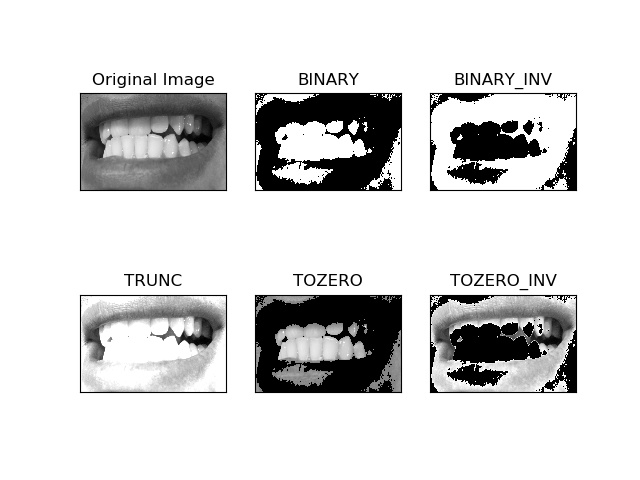 Original Image
BINARY
BINARY_INV
TRUNC
TOZERO
TOZERO_INV